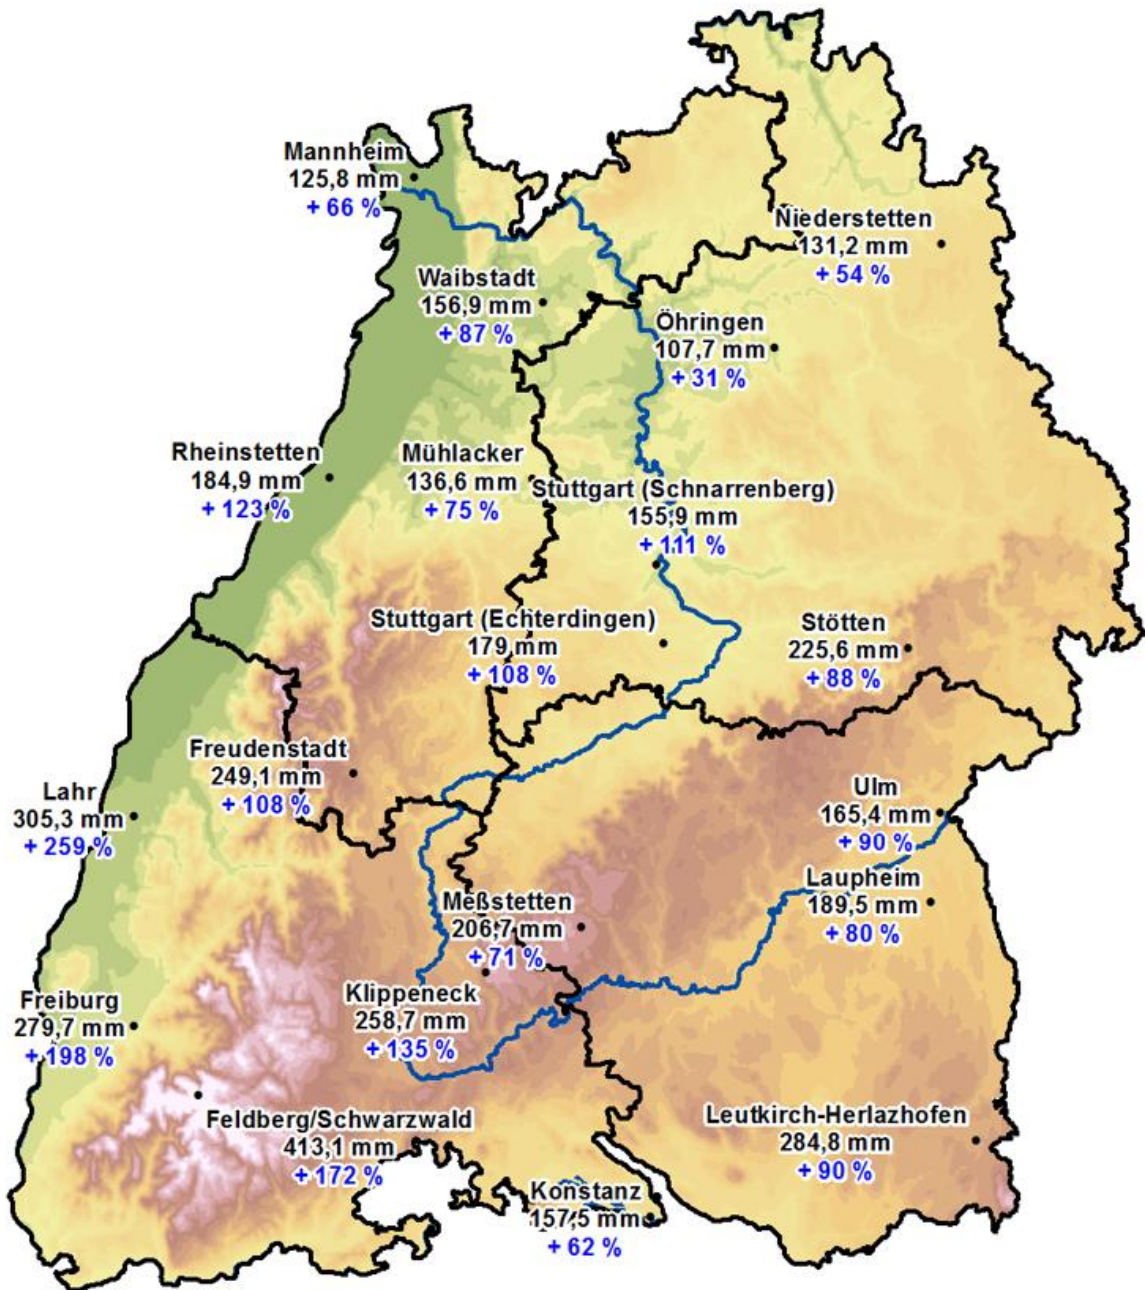 Mannheim
125,8 mm
+ 66 %
Niederstetten
131,2 mm
+ 54 %
Waibstadt
156,9 mm
+ 87 %
Öhringen
107,7 mm
+ 31 %
Rheinstetten
184,9 mm
+ 123 %
Mühlacker
136,6 mm
+ 75 %
Stuttgart (Schnarrenberg)
155,9 mm
+ 111 %
Stuttgart (Echterdingen)
179 mm
+ 108 %
Stötten
225,6 mm
+ 88 %
Freudenstadt
249,1 mm
+ 108 %
Lahr
305,3 mm
+ 259 %
Ulm
165,4 mm
+ 90 %
Laupheim
189,5 mm
+ 80 %
Meßstetten
206,7 mm
+ 71 %
Klippeneck
258,7 mm
+ 135 %
Freiburg
279,7 mm
+ 198 %
Feldberg/Schwarzwald
413,1 mm
+ 172 %
Leutkirch-Herlazhofen
284,8 mm
+ 90 %
Konstanz
157,5 mm
+ 62 %